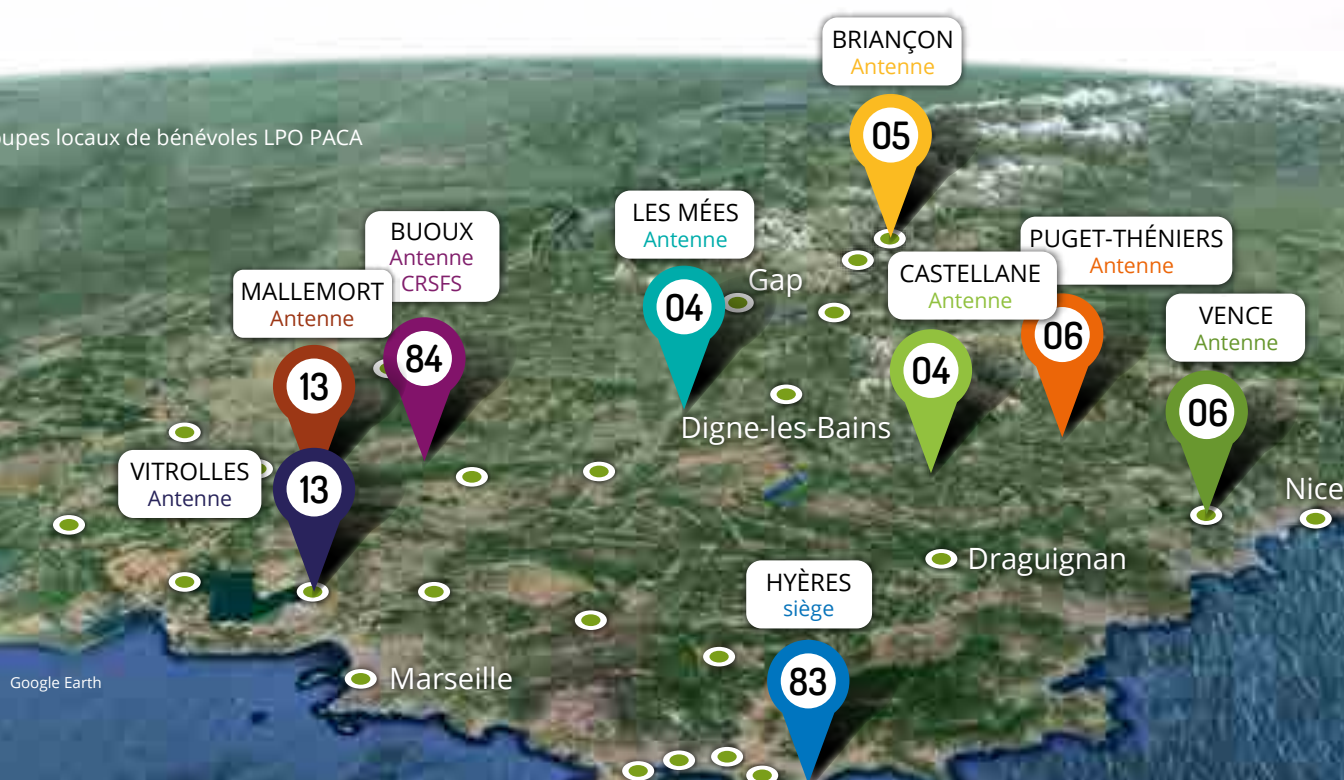 BRIANÇON
Antenne
05
upes locaux de bénévoles LPO PACA
LES MÉES
Antenne
04
BUOUX
Antenne
CRSFS
84
PUGET-THÉNIERS
Antenne
06
CASTELLANE
Antenne
04
Gap
MALLEMORT
Antenne
13
VENCE
Antenne
06
Digne-les-Bains
VITROLLES
Antenne
13
Nice
Draguignan
HYÈRES
siège
83
Marseille
Google Earth